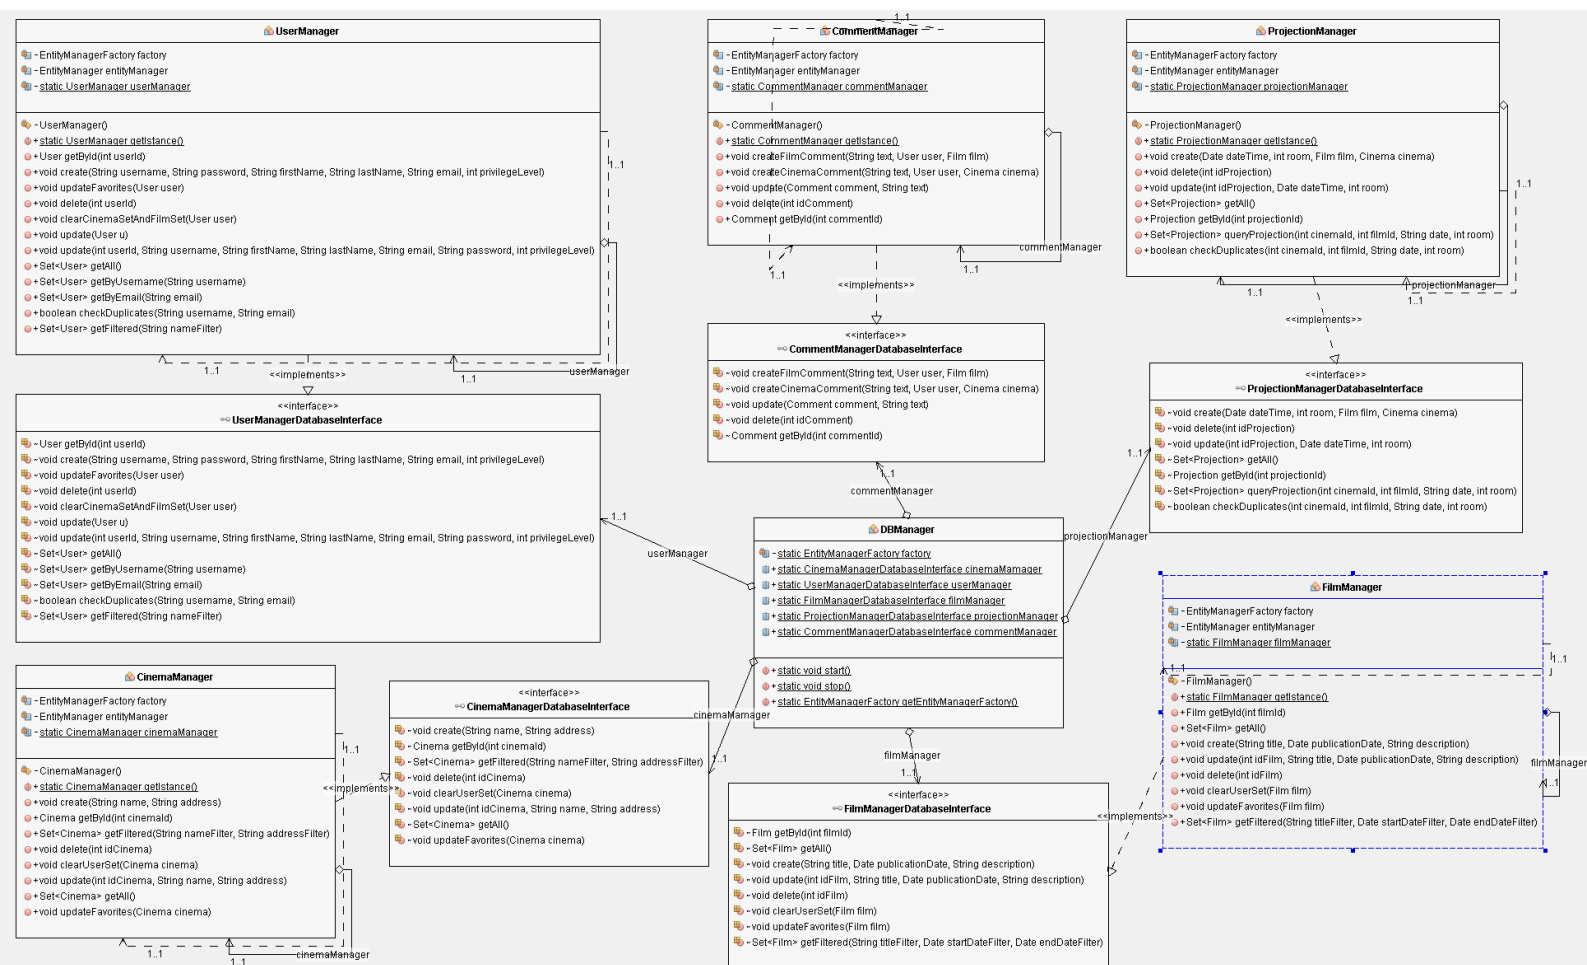 UserManager
- EntityManagerFactory factory
- EntityManager entityManager
- static UserManager userManager
- UserManager()
+ static UserManager getIstance()
+ User getById(int userId)
+ void create(String username, String password, String firstName, String lastName, String email, int privilegeLevel)
+ void updateFavorites(User user)
+ void delete(int userId)
+ void clearCinemaSetAndFilmSet(User user)
+ void update(User u)
+ void update(int userId, String username, String firstName, String lastName, String email, String password, int privilegeLevel)
+ Set<User> getAll()
+ Set<User> getByUsername(String username)
+ Set<User> getByEmail(String email)
+ boolean checkDuplicates(String username, String email)
+ Set<User> getFiltered(String nameFilter)
1..1
1..1
1..1
userManager
<<implements>>
<<interface>>
UserManagerDatabaseInterface
~ User getById(int userId)
~ void create(String username, String password, String firstName, String lastName, String email, int privilegeLevel)
~ void updateFavorites(User user)
~ void delete(int userId)
~ void clearCinemaSetAndFilmSet(User user)
~ void update(User u)
~ void update(int userId, String username, String firstName, String lastName, String email, String password, int privilegeLevel)
~ Set<User> getAll()
~ Set<User> getByUsername(String username)
~ Set<User> getByEmail(String email)
~ boolean checkDuplicates(String username, String email)
~ Set<User> getFiltered(String nameFilter)
1..1
userManager
1..1
CommentManager
- EntityManagerFactory factory
- EntityManager entityManager
- static CommentManager commentManager
- CommentManager()
+ static CommentManager getIstance()
+ void createFilmComment(String text, User user, Film film)
+ void createCinemaComment(String text, User user, Cinema cinema)
+ void update(Comment comment, String text)
+ void delete(int idComment)
+ Comment getById(int commentId)
commentManager
1..1
1..1
<<implements>>
<<interface>>
CommentManagerDatabaseInterface
~ void createFilmComment(String text, User user, Film film)
~ void createCinemaComment(String text, User user, Cinema cinema)
~ void update(Comment comment, String text)
~ void delete(int idComment)
~ Comment getById(int commentId)
1..1
commentManager
ProjectionManager
- EntityManagerFactory factory
- EntityManager entityManager
- static ProjectionManager projectionManager
- ProjectionManager()
+ static ProjectionManager getIstance()
+ void create(Date dateTime, int room, Film film, Cinema cinema)
+ void delete(int idProjection)
+ void update(int idProjection, Date dateTime, int room)
+ Set<Projection> getAll()
+ Projection getById(int projectionId)
+ Set<Projection> queryProjection(int cinemaId, int filmId, String date, int room)
+ boolean checkDuplicates(int cinemaId, int filmId, String date, int room)
1..1
projectionManager
1..1
1..1
<<implements>>
<<interface>>
ProjectionManagerDatabaseInterface
~ void create(Date dateTime, int room, Film film, Cinema cinema)
~ void delete(int idProjection)
~ void update(int idProjection, Date dateTime, int room)
~ Set<Projection> getAll()
~ Projection getById(int projectionId)
~ Set<Projection> queryProjection(int cinemaId, int filmId, String date, int room)
~ boolean checkDuplicates(int cinemaId, int filmId, String date, int room)
1..1
projectionManager
DBManager
- static EntityManagerFactory factory
+ static CinemaManagerDatabaseInterface cinemaMamager
+ static UserManagerDatabaseInterface userManager
+ static FilmManagerDatabaseInterface filmManager
+ static ProjectionManagerDatabaseInterface projectionManager
+ static CommentManagerDatabaseInterface commentManager
+ static void start()
+ static void stop()
+ static EntityManagerFactory getEntityManagerFactory()
cinemaMamager
1..1
filmManager
1..1
CinemaManager
- EntityManagerFactory factory
- EntityManager entityManager
- static CinemaManager cinemaManager
- CinemaManager()
+ static CinemaManager getIstance()
+ void create(String name, String address)
+ Cinema getById(int cinemaId)
+ Set<Cinema> getFiltered(String nameFilter, String addressFilter)
+ void delete(int idCinema)
+ void clearUserSet(Cinema cinema)
+ void update(int idCinema, String name, String address)
+ Set<Cinema> getAll()
+ void updateFavorites(Cinema cinema)
1..1
<<implements>>
1..1
1..1
cinemaManager
<<interface>>
CinemaManagerDatabaseInterface
~ void create(String name, String address)
~ Cinema getById(int cinemaId)
~ Set<Cinema> getFiltered(String nameFilter, String addressFilter)
~ void delete(int idCinema)
~ void clearUserSet(Cinema cinema)
~ void update(int idCinema, String name, String address)
~ Set<Cinema> getAll()
~ void updateFavorites(Cinema cinema)
<<interface>>
FilmManagerDatabaseInterface
~ Film getById(int filmId)
~ Set<Film> getAll()
~ void create(String title, Date publicationDate, String description)
~ void update(int idFilm, String title, Date publicationDate, String description)
~ void delete(int idFilm)
~ void clearUserSet(Film film)
~ void updateFavorites(Film film)
~ Set<Film> getFiltered(String titleFilter, Date startDateFilter, Date endDateFilter)
<<implements>>
FilmManager
- EntityManagerFactory factory
- EntityManager entityManager
- static FilmManager filmManager
1..1
1..1
- FilmManager()
+ static FilmManager getIstance()
+ Film getById(int filmId)
+ Set<Film> getAll()
+ void create(String title, Date publicationDate, String description)
+ void update(int idFilm, String title, Date publicationDate, String description)
+ void delete(int idFilm)
+ void clearUserSet(Film film)
+ void updateFavorites(Film film)
+ Set<Film> getFiltered(String titleFilter, Date startDateFilter, Date endDateFilter)
filmManager
1..1